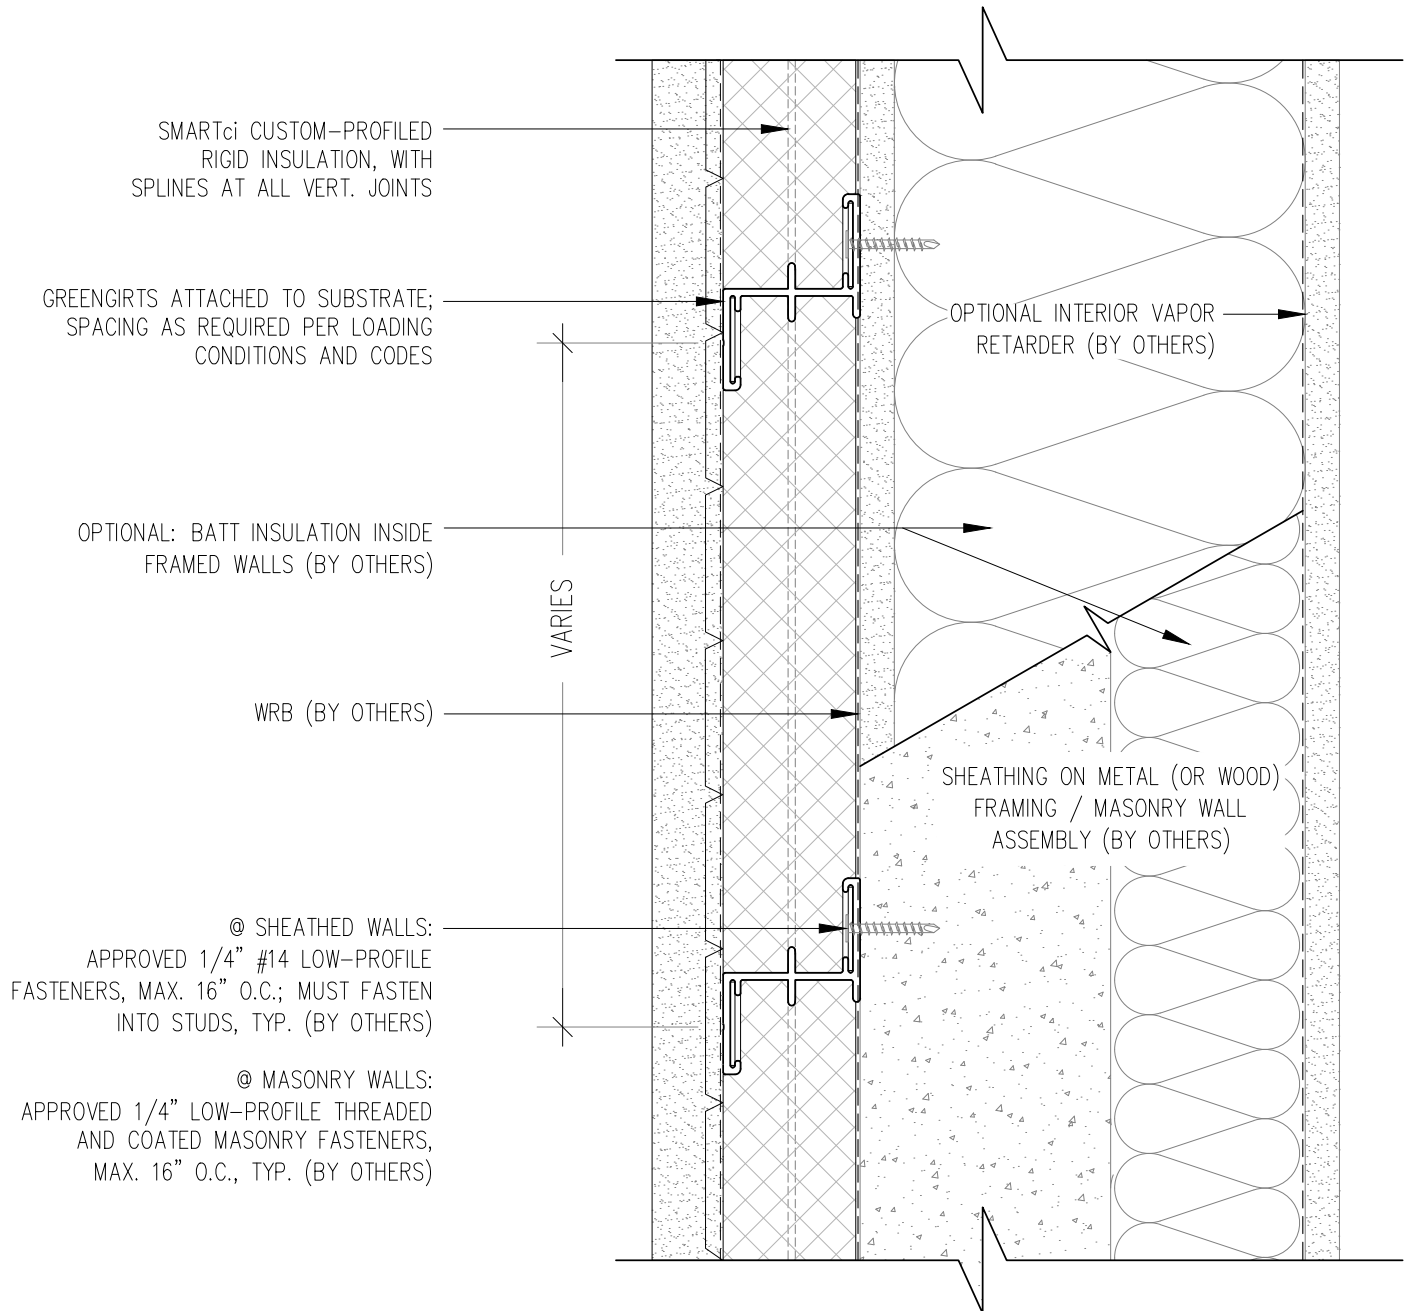 SMARTci CUSTOM-PROFILED
RIGID INSULATION, WITH
SPLINES AT ALL VERT. JOINTS
GREENGIRTS ATTACHED TO SUBSTRATE;
SPACING AS REQUIRED PER LOADING
CONDITIONS AND CODES
OPTIONAL INTERIOR VAPOR
RETARDER (BY OTHERS)
OPTIONAL: BATT INSULATION INSIDE
FRAMED WALLS (BY OTHERS)
VARIES
WRB (BY OTHERS)
SHEATHING ON METAL (OR WOOD)
FRAMING / MASONRY WALL
ASSEMBLY (BY OTHERS)
@ SHEATHED WALLS:
APPROVED 1/4" #14 LOW-PROFILE
FASTENERS, MAX. 16" O.C.; MUST FASTEN
INTO STUDS, TYP. (BY OTHERS)
@ MASONRY WALLS:
APPROVED 1/4" LOW-PROFILE THREADED
AND COATED MASONRY FASTENERS,
MAX. 16" O.C., TYP. (BY OTHERS)